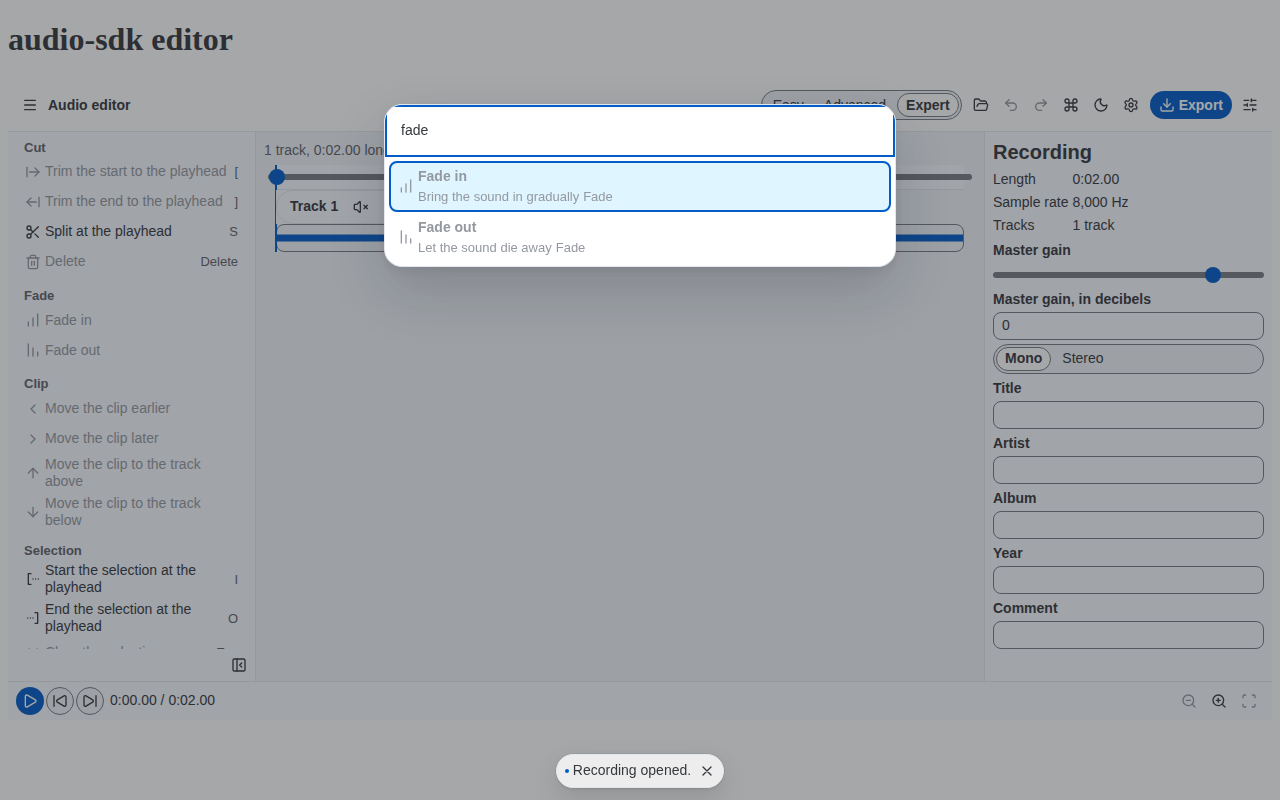 audio-sdk editor
Audio editor
Easy
Advanced
Expert
Export
fade
Fade in
Bring the sound in gradually Fade
Fade out
Let the sound die away Fade
Cut
Trim the start to the playhead [
Trim the end to the playhead ]
Split at the playhead S
Delete Delete
Fade
Fade in
Fade out
Clip
Move the clip earlier
Move the clip later
Move the clip to the track
above
Move the clip to the track
below
Selection
Start the selection at the
playhead I
End the selection at the
playhead O
1 track, 0:02.00
Track 1
Recording
Length 0:02.00
Sample rate 8,000 Hz
Tracks 1 track
Master gain
Master gain, in decibels
0
Mono Stereo
Title
Artist
Album
Year
Comment
0:00.00 / 0:02.00
Recording opened.